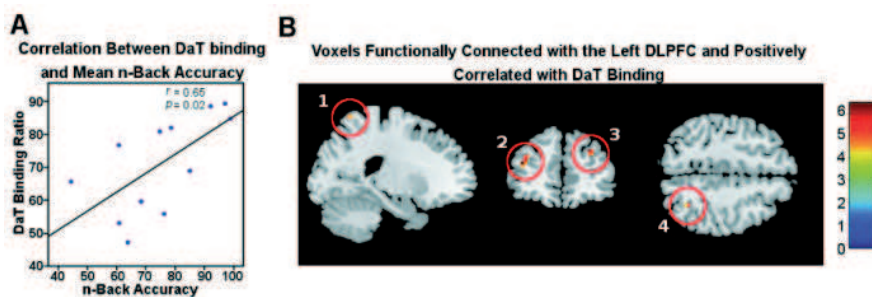 A
Correlation Between DaT binding
and Mean n-Back Accuracy
r = 0.65
p = 0.02
DaT Binding Ratio
90
80
70
60
50
40
40 50 60 70 80 90 100
n-Back Accuracy
B
Voxels Functionally Connected with the Left DLPFC and Positively
Correlated with DaT Binding
1
2
3
4
6
5
4
3
2
1
0